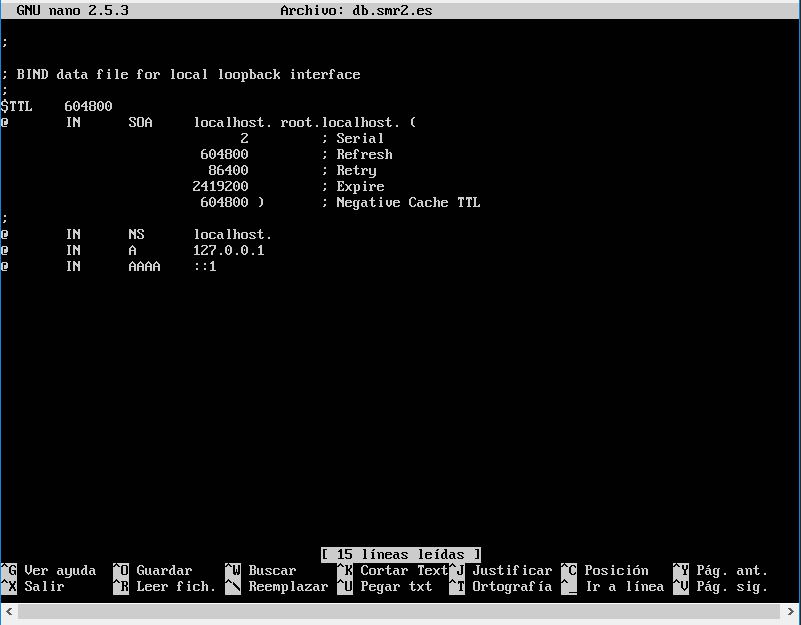 GNU nano 2.5.3 Archivo: db.smr2.es
;
; BIND data file for local loopback interface
;
$TTL 604800
@ IN SOA localhost. root.localhost. (
2 ; Serial
604800 ; Refresh
86400 ; Retry
2419200 ; Expire
604800 ) ; Negative Cache TTL
;
@ IN NS localhost.
@ IN A 127.0.0.1
@ IN AAAA ::1
[ 15 líneas leídas ]
^G Ver ayuda ^O Guardar ^W Buscar ^K Cortar Text ^J Justificar ^C Posición ^Y Pág. ant.
^X Salir ^R Leer fich. ^\ Reemplazar ^U Pegar txt ^T Ortografía ^_ Ir a línea ^V Pág. sig.